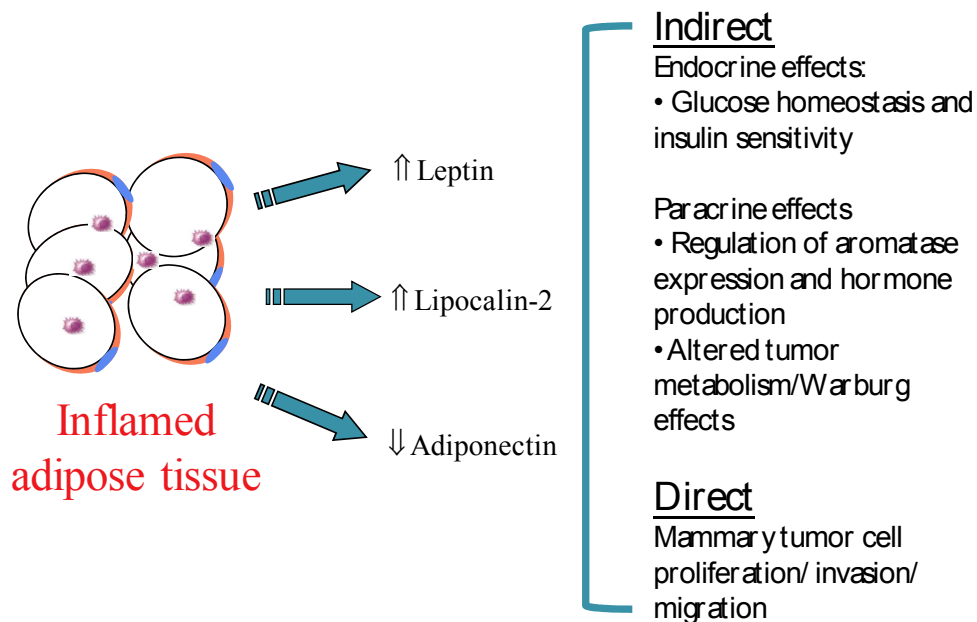 Inflamed
adipose tissue
⇑ Leptin
⇑ Lipocalin-2
⇓ Adiponectin
Indirect
Endocrine effects:
• Glucose homeostasis and
insulin sensitivity
Paracrine effects
• Regulation of aromatase
expression and hormone
production
•Altered tumor
metabolism/Warburg
effects
Direct
Mammary tumor cell
proliferation/ invasion/
migration